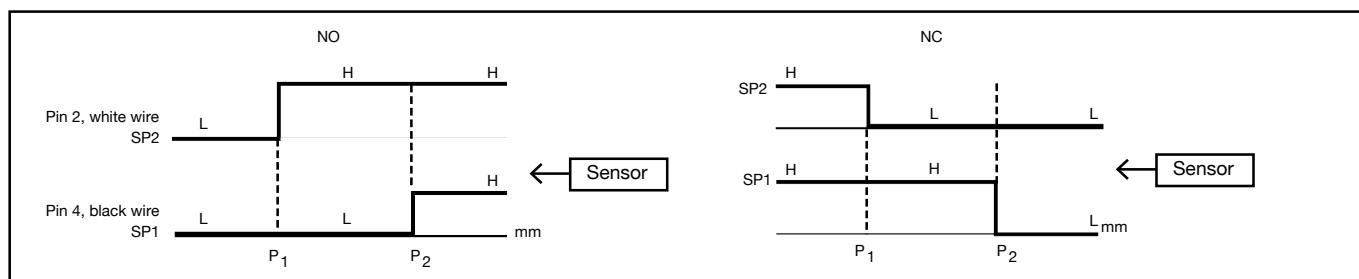 NO
H H
Pin 2, white wire
SP2
L
Sensor
H
Pin 4, black wire
SP1
L L
mm
P1 P2
NC
H
SP2
L L
Sensor
H H
SP1
L mm
P1 P2